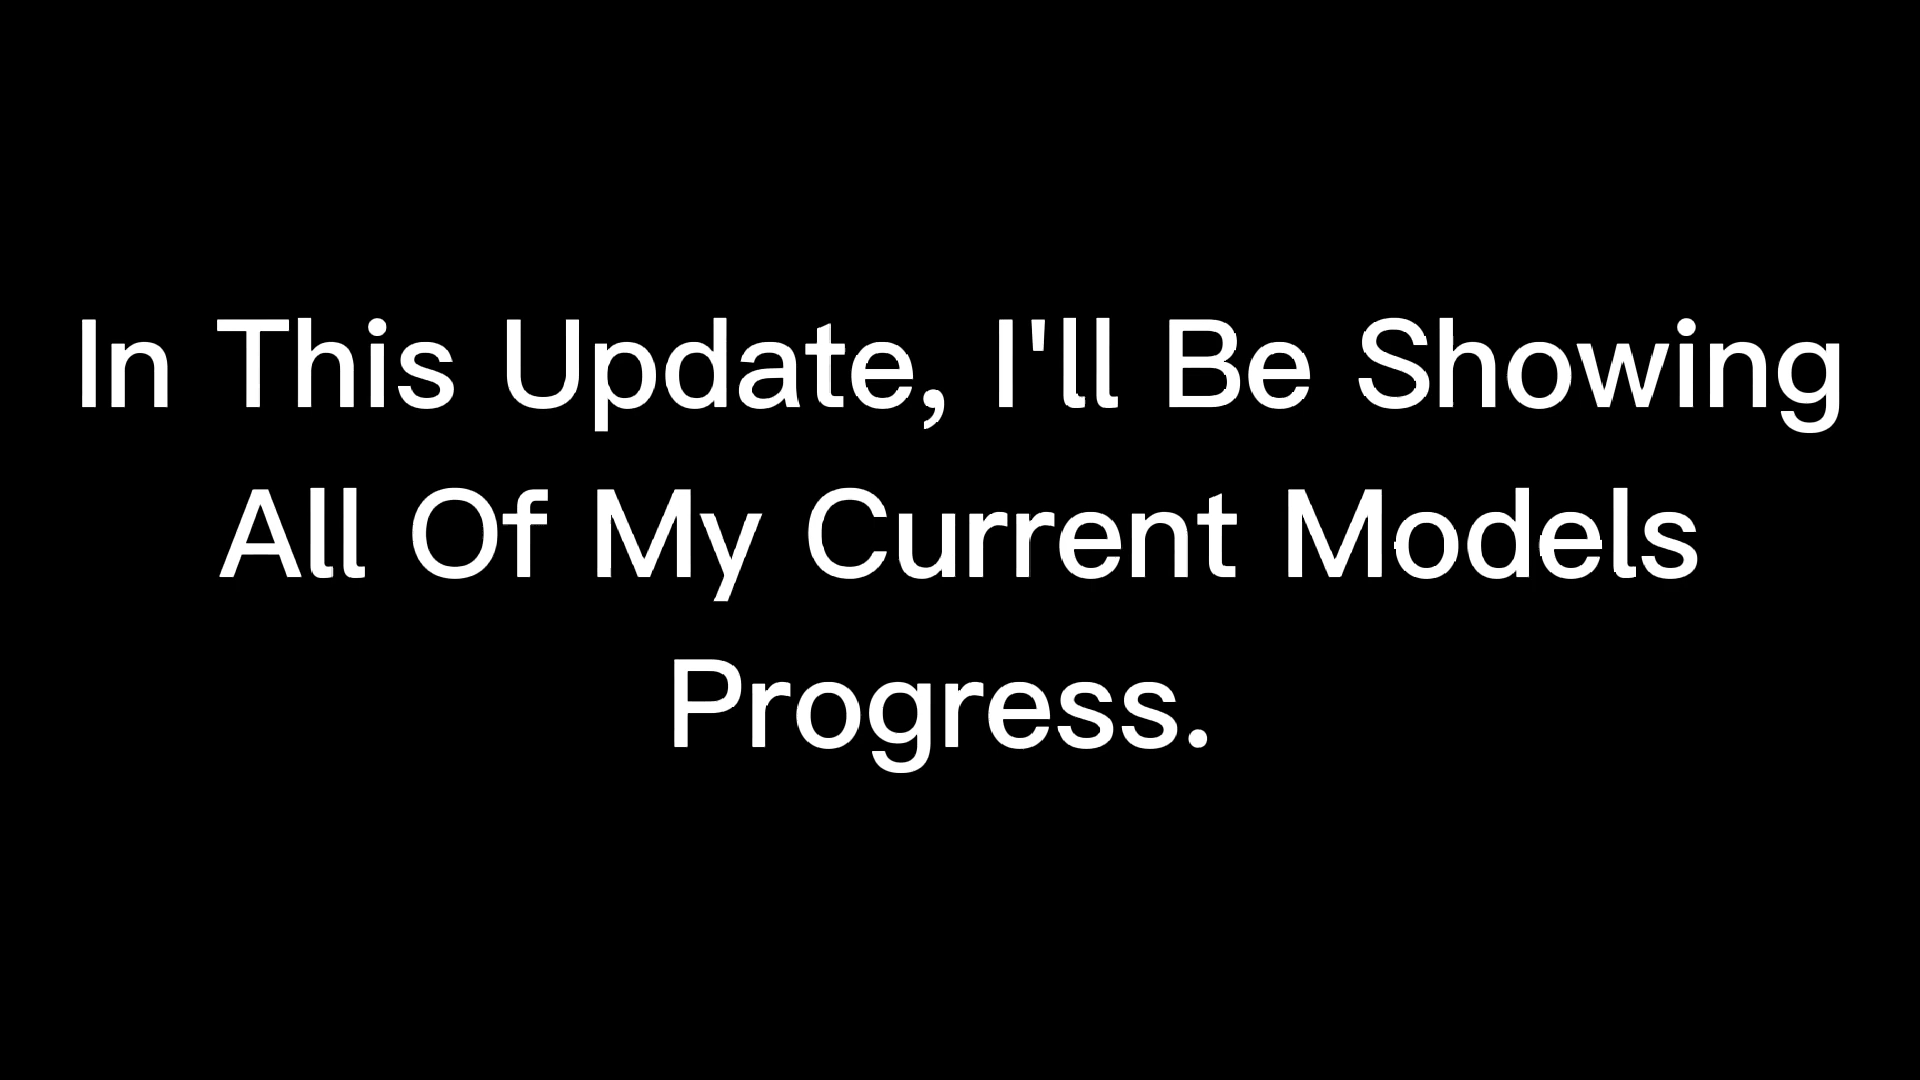 In This Update, I'll Be Showing
All Of My Current Models
Progress.